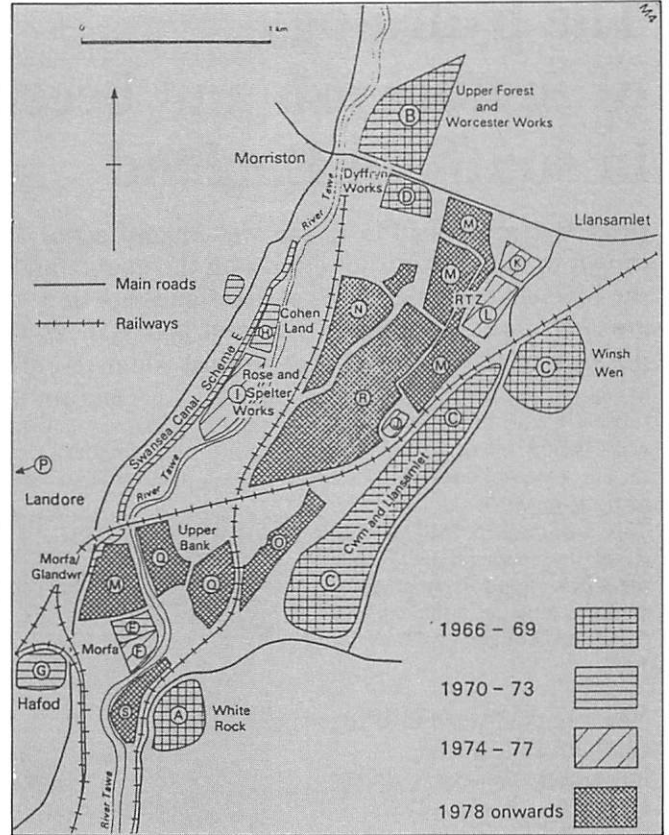 M4
0 1 km
Upper Forest
and
Worcester Works
B
Morriston
Dyffryn
Works
D
River Tawe
Llansamlet
M
K
Main roads
Railways
M
RTZ
L
N
Cohen
Land
H
Swansea Canal Scheme E
Rose and
Spelter
Works
I
M
R
J
C
Winsh
Wen
C
P
Landore
River Tawe
Cwm and Llansamlet
Upper
Bank
O
Morfa/
Glandwr
M
Q
Q
C
E
Morfa
F
G
Hafod
S
A
White
Rock
River Tawe
1966 – 69
1970 – 73
1974 – 77
1978 onwards